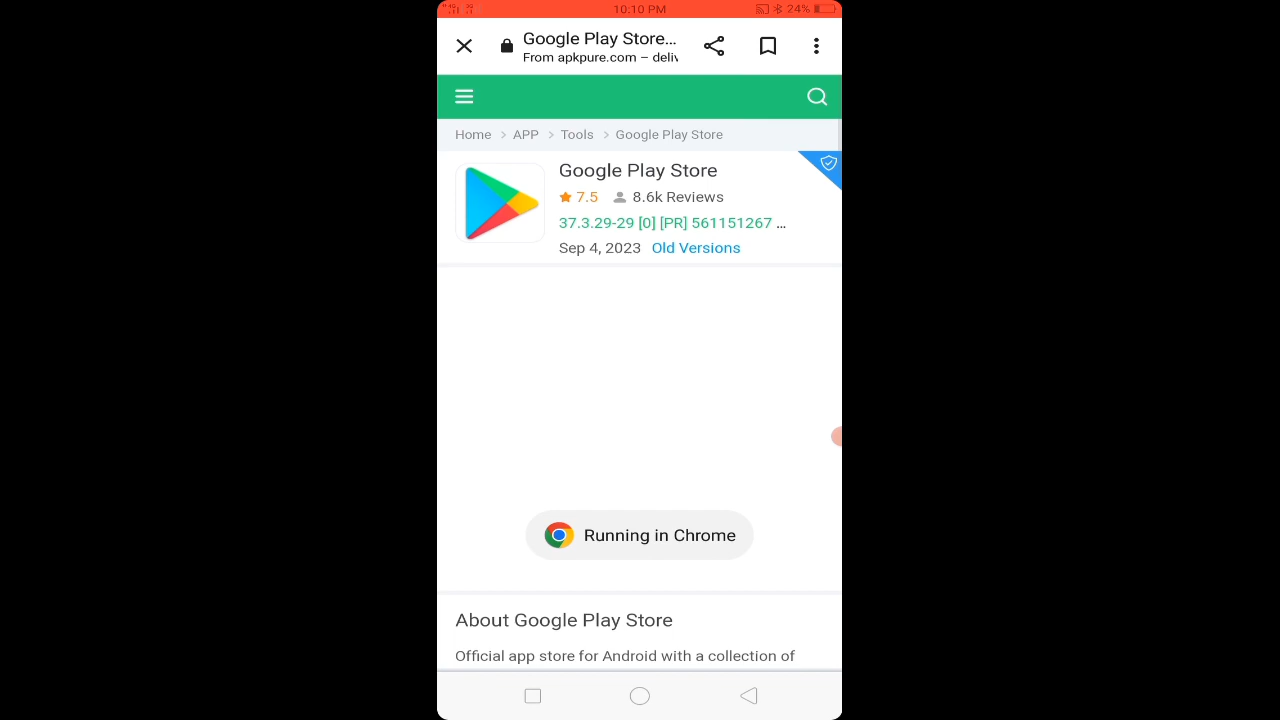 10:10 PM
24%
Google Play Store...
From apkpure.com – deliv
Home > APP > Tools > Google Play Store
Google Play Store
7.5 8.6k Reviews
37.3.29-29 [0] [PR] 561151267 ...
Sep 4, 2023 Old Versions
Running in Chrome
About Google Play Store
Official app store for Android with a collection of